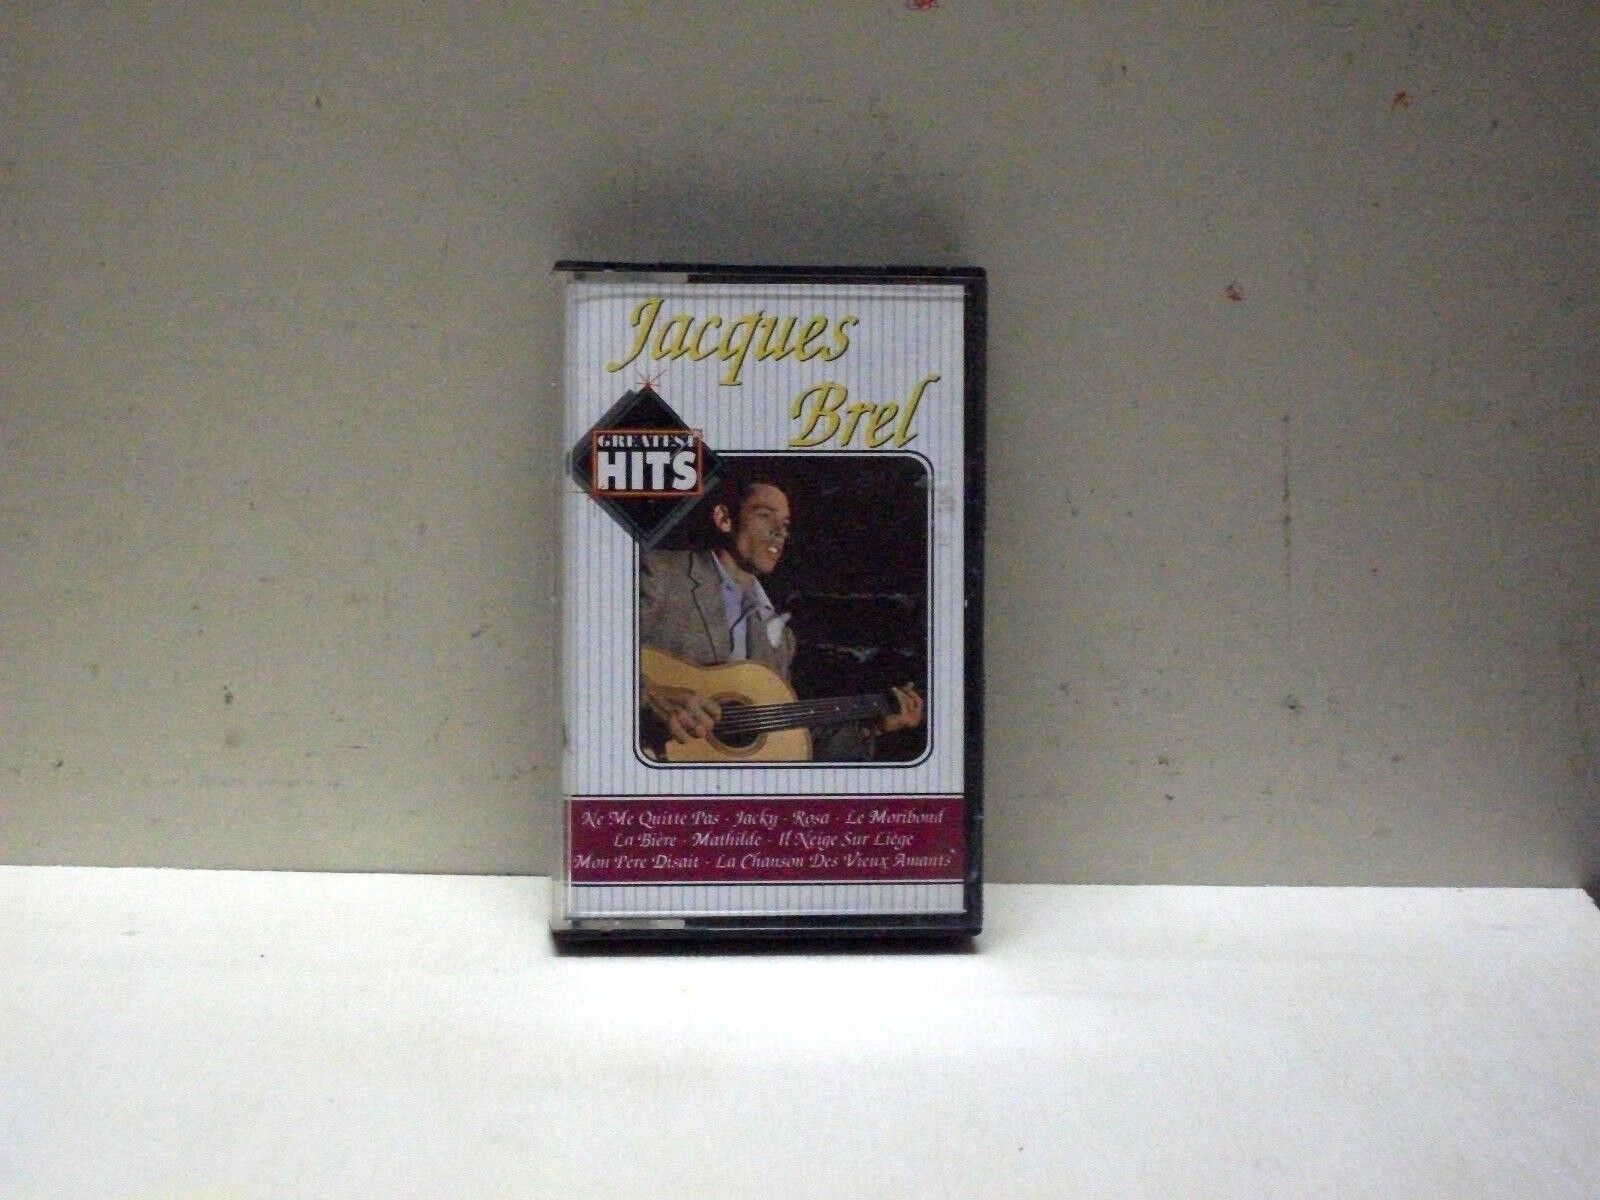 Jacques
Brel
GREATEST
HITS
Ne Me Quitte Pas - Jacky - Rosa - Le Moribond
La Bière - Mathilde - Il Neige Sur Liège
Mon Père Disait - La Chanson Des Vieux Amants